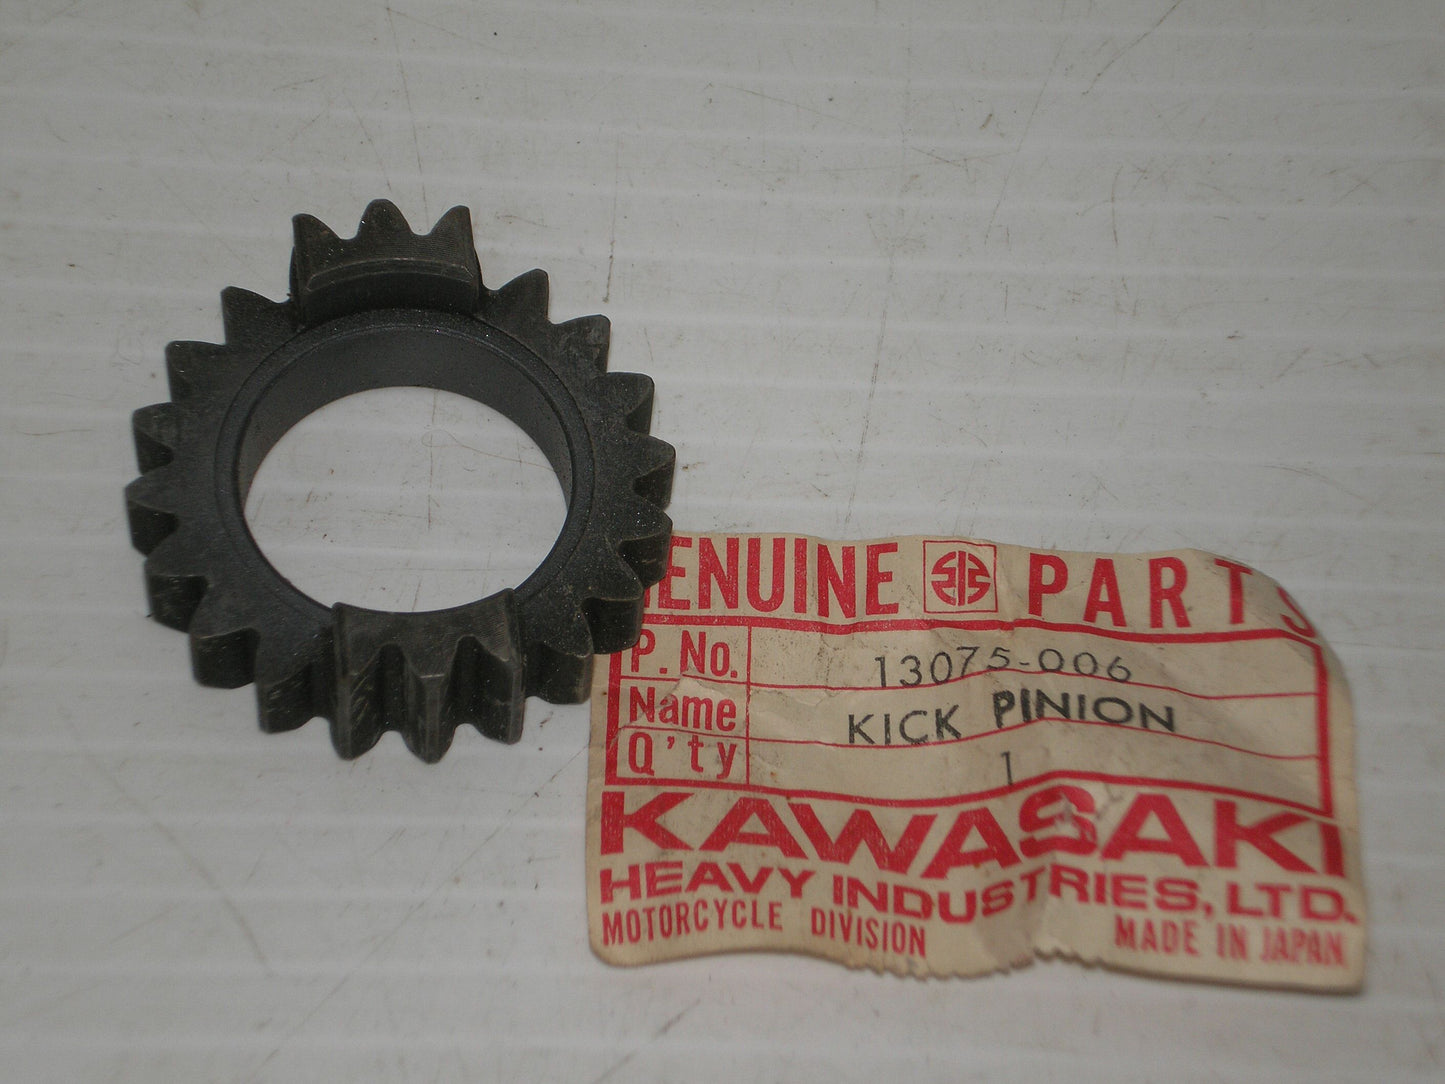 GENUINE PARTS
P. No. 13075-006
Name KICK PINION
Q'ty 1
KAWASAKI
HEAVY INDUSTRIES, LTD.
MOTORCYCLE DIVISION MADE IN JAPAN